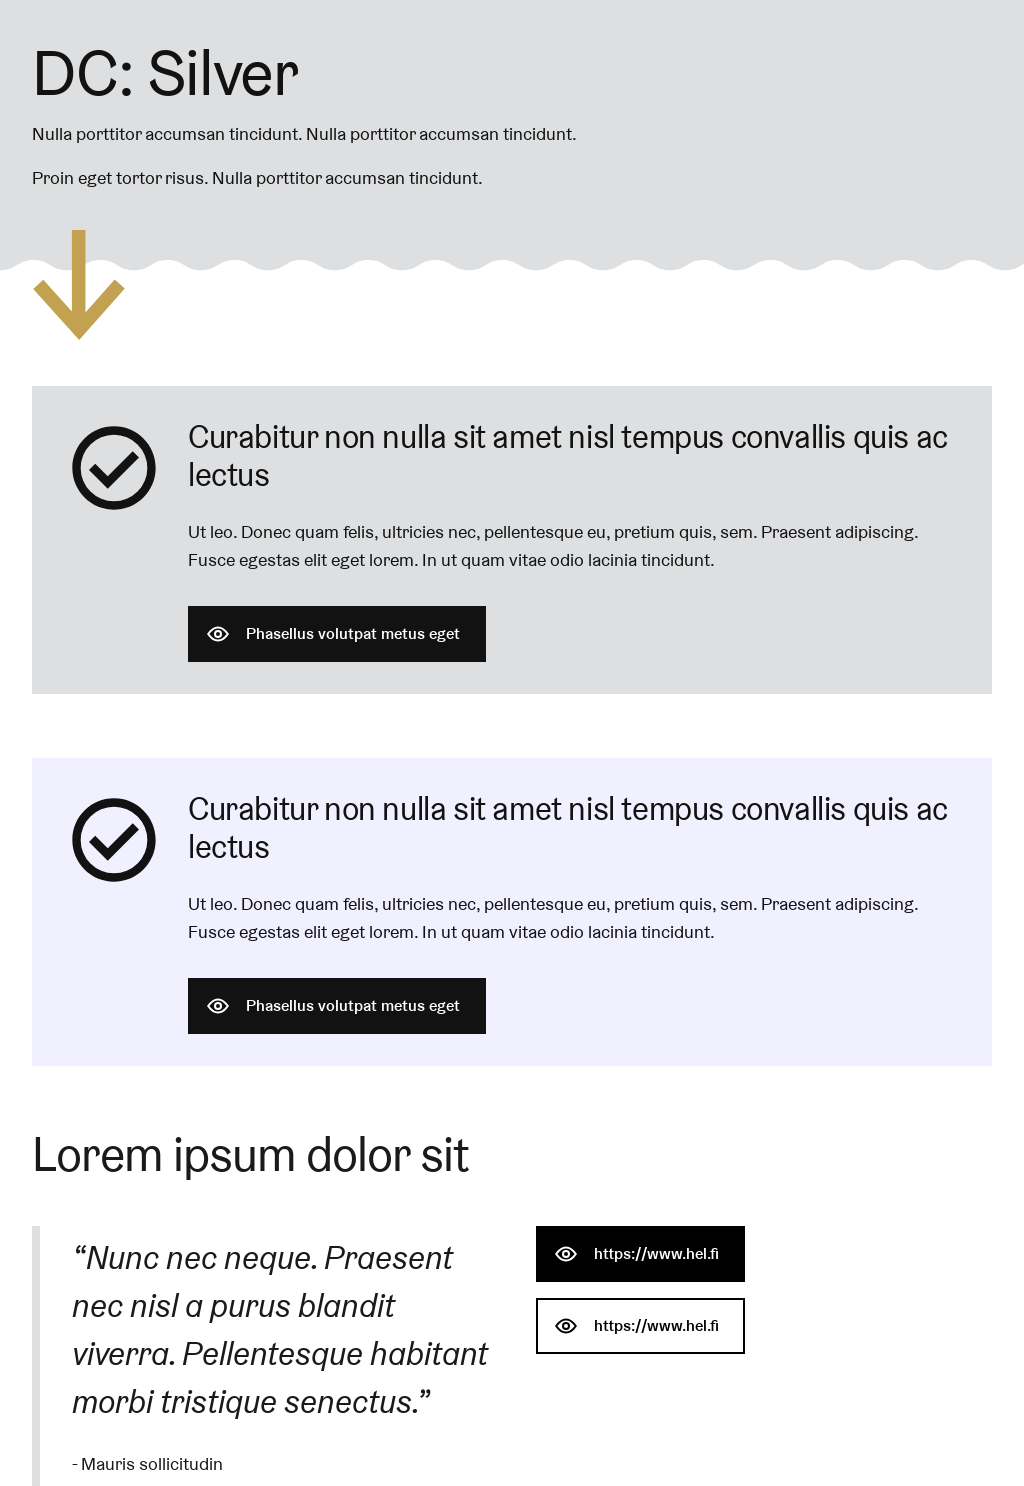 DC: Silver
Nulla porttitor accumsan tincidunt. Nulla porttitor accumsan tincidunt.
Proin eget tortor risus. Nulla porttitor accumsan tincidunt.
Curabitur non nulla sit amet nisl tempus convallis quis ac
lectus
Ut leo. Donec quam felis, ultricies nec, pellentesque eu, pretium quis, sem. Praesent adipiscing.
Fusce egestas elit eget lorem. In ut quam vitae odio lacinia tincidunt.
Phasellus volutpat metus eget
Curabitur non nulla sit amet nisl tempus convallis quis ac
lectus
Ut leo. Donec quam felis, ultricies nec, pellentesque eu, pretium quis, sem. Praesent adipiscing.
Fusce egestas elit eget lorem. In ut quam vitae odio lacinia tincidunt.
Phasellus volutpat metus eget
Lorem ipsum dolor sit
“Nunc nec neque. Praesent
nec nisl a purus blandit
viverra. Pellentesque habitant
morbi tristique senectus.”
- Mauris sollicitudin
https://www.hel.fi
https://www.hel.fi